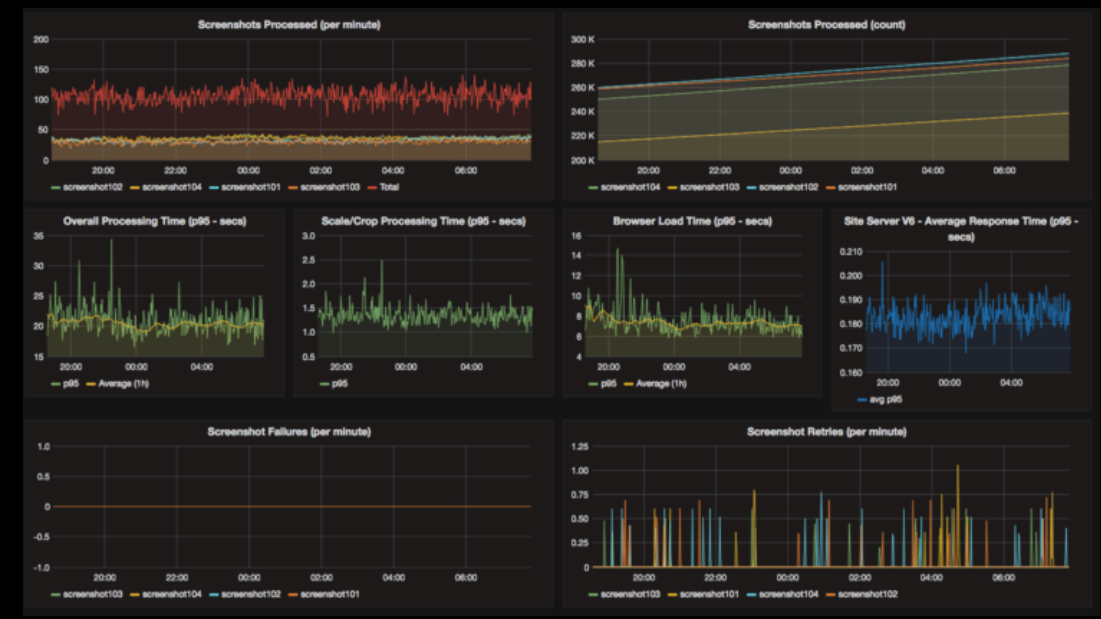 Screenshots Processed (per minute)
200
150
100
50
0
20:00 22:00 00:00 02:00 04:00 06:00
screenshot102 screenshot104 screenshot101 screenshot103 Total
Screenshots Processed (count)
300 K
280 K
260 K
240 K
220 K
200 K
20:00 22:00 00:00 02:00 04:00 06:00
screenshot104 screenshot103 screenshot102 screenshot101
Overall Processing Time (p95 - secs)
35
30
25
20
15
20:00 00:00 04:00
p95 Average (1h)
Scale/Crop Processing Time (p95 - secs)
3.0
2.5
2.0
1.5
1.0
0.5
20:00 00:00 04:00
p95
Browser Load Time (p95 - secs)
16
14
12
10
8
6
4
20:00 00:00 04:00
p95 Average (1h)
Site Server V6 - Average Response Time (p95 -
secs)
0.210
0.200
0.190
0.180
0.170
0.160
20:00 00:00 04:00
avg p95
Screenshot Failures (per minute)
1.0
0.5
0
-0.5
-1.0
20:00 22:00 00:00 02:00 04:00 06:00
screenshot103 screenshot104 screenshot102 screenshot101
Screenshot Retries (per minute)
1.25
1.00
0.75
0.50
0.25
0
20:00 22:00 00:00 02:00 04:00 06:00
screenshot103 screenshot101 screenshot104 screenshot102